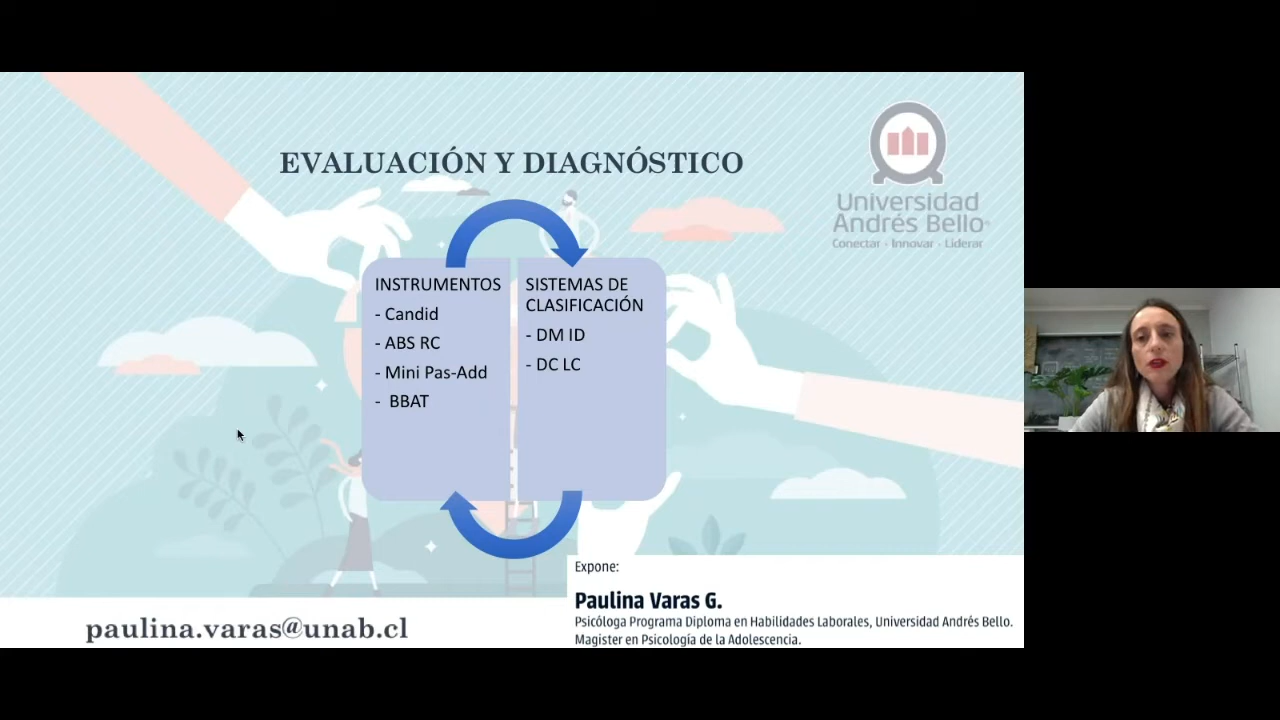 EVALUACIÓN Y DIAGNÓSTICO
Universidad
Andrés Bello
Conectar - Innovar - Liderar
INSTRUMENTOS
- Candid
- ABS RC
- Mini Pas-Add
- BBAT
SISTEMAS DE
CLASIFICACIÓN
- DM ID
- DC LC
Expone:
Paulina Varas G.
Psicóloga Programa Diploma en Habilidades Laborales, Universidad Andrés Bello.
Magister en Psicología de la Adolescencia.
paulina.varas@unab.cl